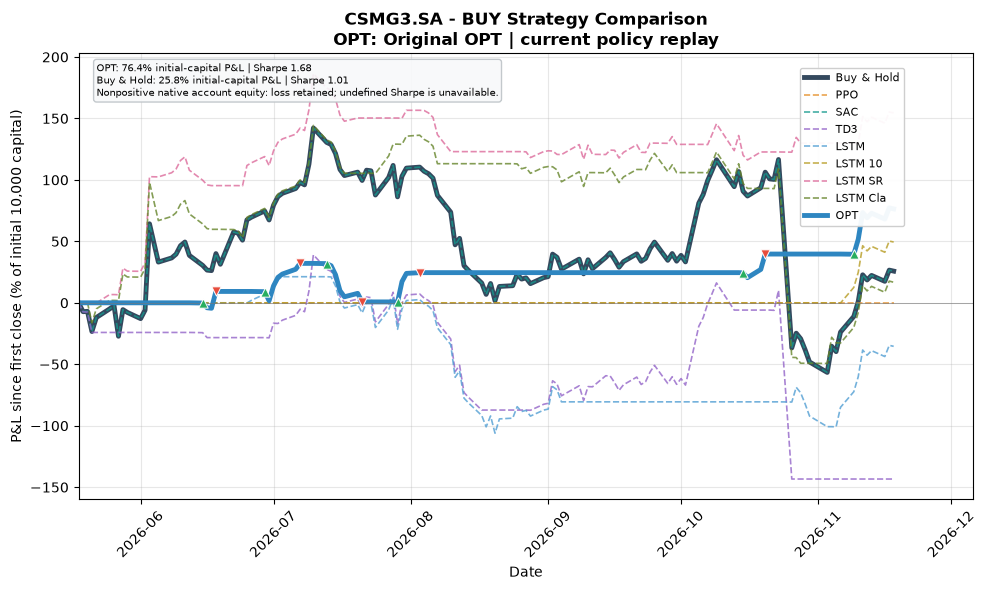 CSMG3.SA - BUY Strategy Comparison
OPT: Original OPT | current policy replay
OPT: 76.4% initial-capital P&L | Sharpe 1.68
Buy & Hold: 25.8% initial-capital P&L | Sharpe 1.01
Nonpositive native account equity: loss retained; undefined Sharpe is unavailable.
Buy & Hold
PPO
SAC
TD3
LSTM
LSTM 10
LSTM SR
LSTM Cla
OPT
P&L since first close (% of initial 10,000 capital)
200
150
100
50
0
−50
−100
−150
2026-06
2026-07
2026-08
2026-09
2026-10
2026-11
2026-12
Date